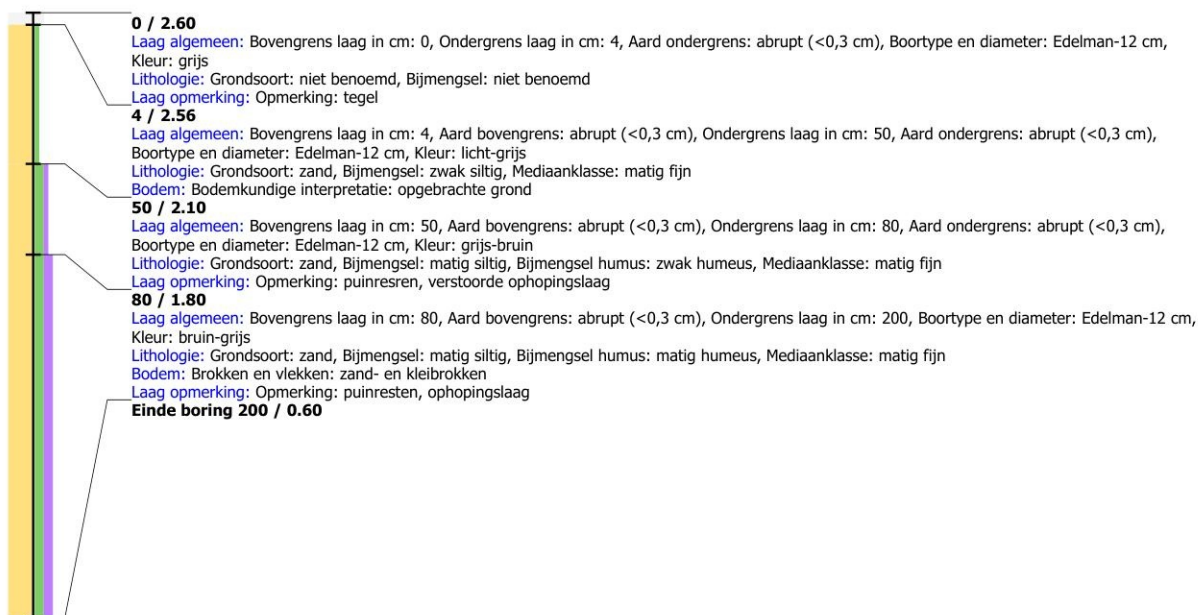 0 / 2.60
Laag algemeen: Bovengrens laag in cm: 0, Ondergrens laag in cm: 4, Aard ondergrens: abrupt (<0,3 cm), Boortype en diameter: Edelman-12 cm,
Kleur: grijs
Lithologie: Grondsoort: niet benoemd, Bijmengsel: niet benoemd
Laag opmerking: Opmerking: tegel
4 / 2.56
Laag algemeen: Bovengrens laag in cm: 4, Aard bovengrens: abrupt (<0,3 cm), Ondergrens laag in cm: 50, Aard ondergrens: abrupt (<0,3 cm),
Boortype en diameter: Edelman-12 cm, Kleur: licht-grijs
Lithologie: Grondsoort: zand, Bijmengsel: zwak siltig, Mediaanklasse: matig fijn
Bodem: Bodemkundige interpretatie: opgebrachte grond
50 / 2.10
Laag algemeen: Bovengrens laag in cm: 50, Aard bovengrens: abrupt (<0,3 cm), Ondergrens laag in cm: 80, Aard ondergrens: abrupt (<0,3 cm),
Boortype en diameter: Edelman-12 cm, Kleur: grijs-bruin
Lithologie: Grondsoort: zand, Bijmengsel: matig siltig, Bijmengsel humus: zwak humeus, Mediaanklasse: matig fijn
Laag opmerking: Opmerking: puinresren, verstoorde ophopingslaag
80 / 1.80
Laag algemeen: Bovengrens laag in cm: 80, Aard bovengrens: abrupt (<0,3 cm), Ondergrens laag in cm: 200, Boortype en diameter: Edelman-12 cm,
Kleur: bruin-grijs
Lithologie: Grondsoort: zand, Bijmengsel: matig siltig, Bijmengsel humus: matig humeus, Mediaanklasse: matig fijn
Bodem: Brokken en vlekken: zand- en kleibrokken
Laag opmerking: Opmerking: puinresten, ophopingslaag
Einde boring 200 / 0.60